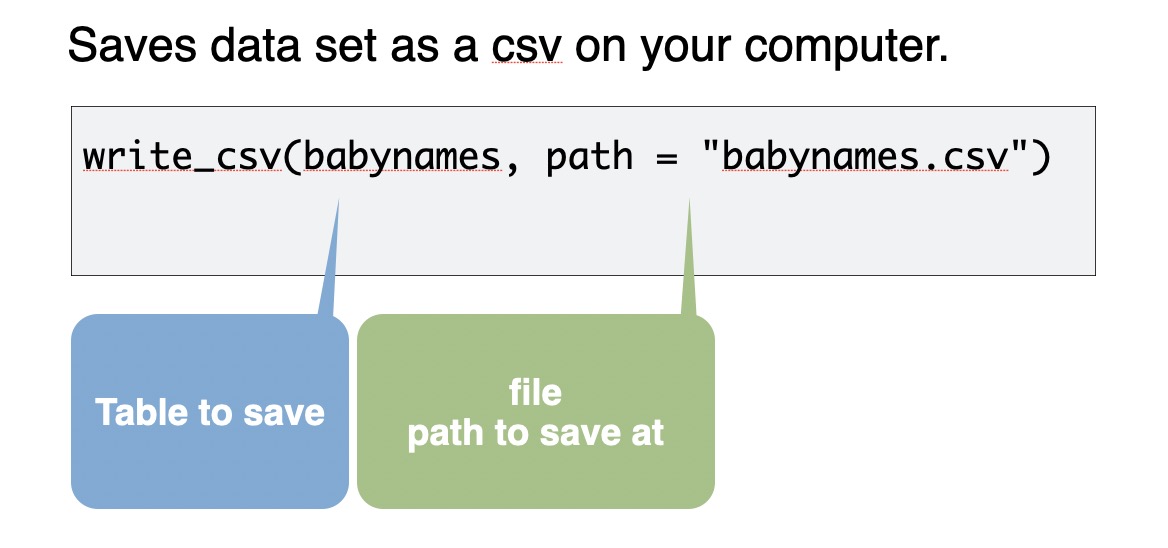 Saves data set as a csv on your computer.
write_csv(babynames, path = "babynames.csv")
Table to save
file
path to save at